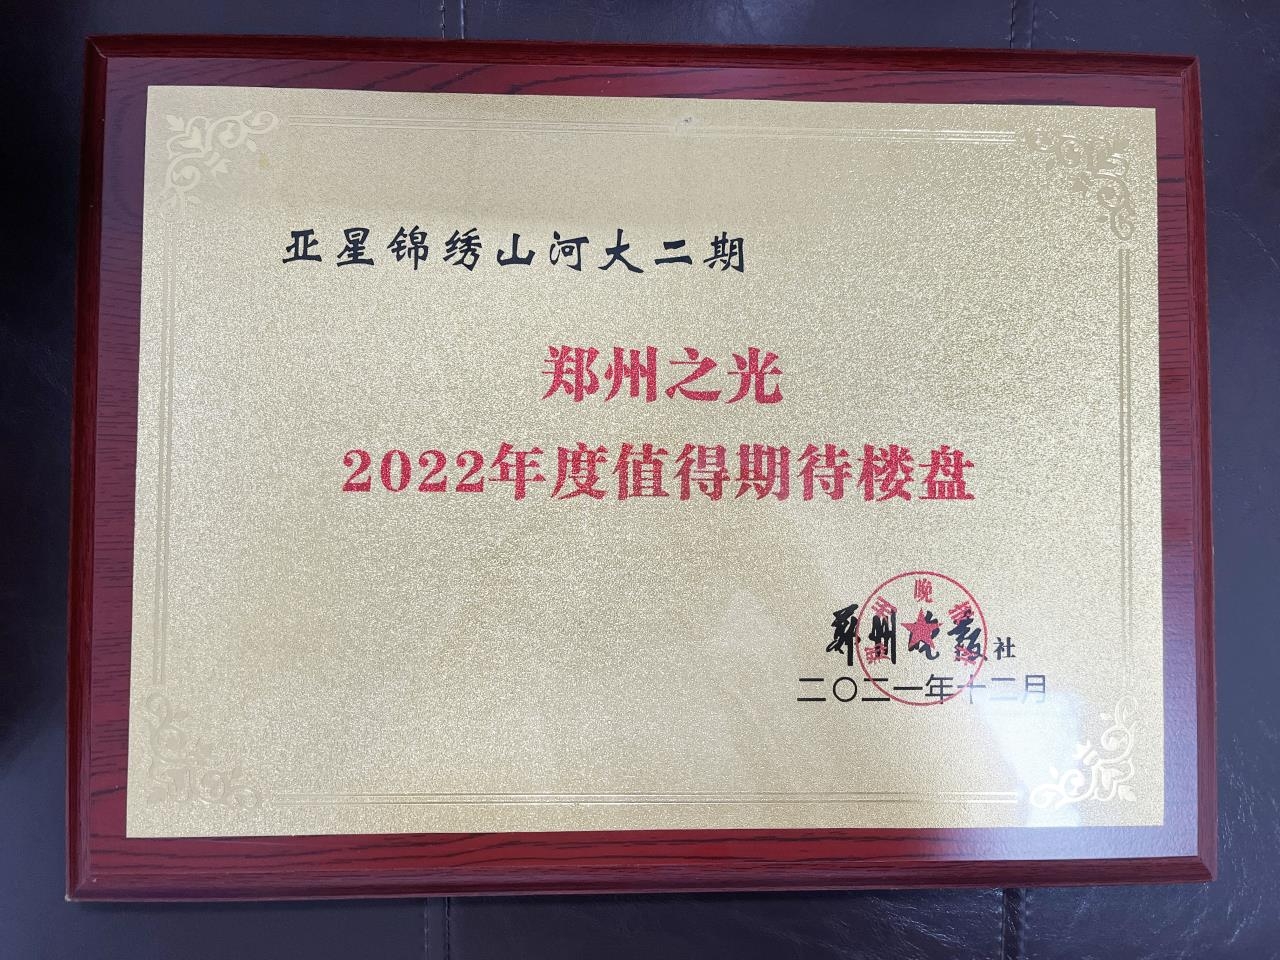 亚星锦绣山河大二期
郑州之光
2022年度值得期待楼盘
郑州晚报社
二〇二一年十二月